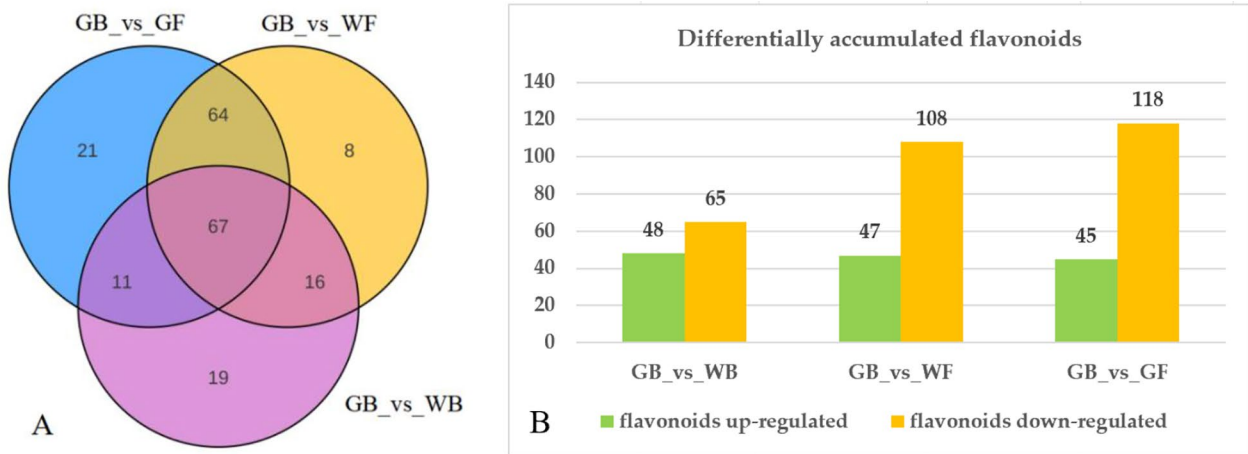 GB_vs_GF
GB_vs_WF
64
21
8
67
11
16
19
GB_vs_WB
A
Differentially accumulated flavonoids
140
120
100
80
60
40
20
0
48
65
47
108
45
118
GB_vs_WB
GB_vs_WF
GB_vs_GF
B
flavonoids up-regulated
flavonoids down-regulated